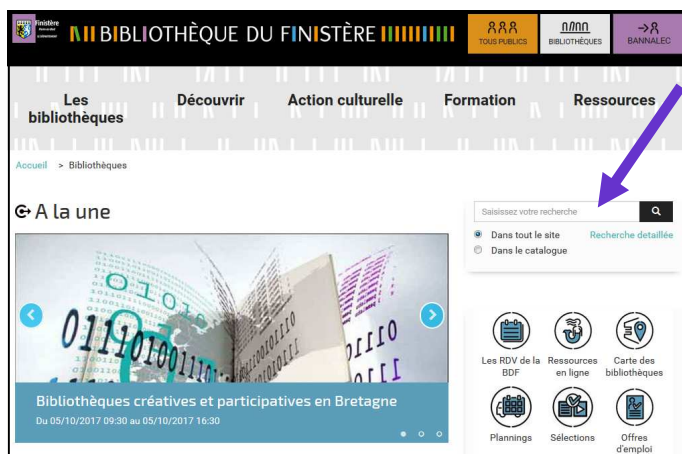 Finistère
BIBLIOTHÈQUE DU FINISTÈRE
TOUS PUBLICS
BIBLIOTHÈQUES
BANNALEC
Les bibliothèques
Découvrir
Action culturelle
Formation
Ressources
Accueil > Bibliothèques
A la une
Saisissez votre recherche
Dans tout le site
Recherche detaillée
Dans le catalogue
Bibliothèques créatives et participatives en Bretagne
Du 05/10/2017 09:30 au 05/10/2017 16:30
Les RDV de la BDF
Ressources en ligne
Carte des bibliothèques
Plannings
Sélections
Offres d'emploi